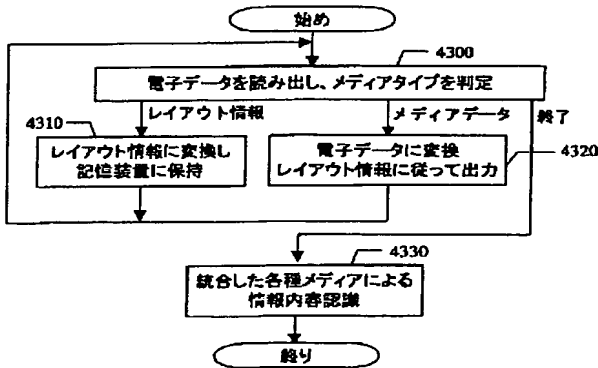 始め
4300
電子データを読み出し、メディアタイプを判定
レイアウト情報
メディアデータ
終了
4310
レイアウト情報に変換し
記憶装置に保持
電子データに変換
レイアウト情報に従って出力
4320
4330
統合した各種メディアによる
情報内容認識
終り